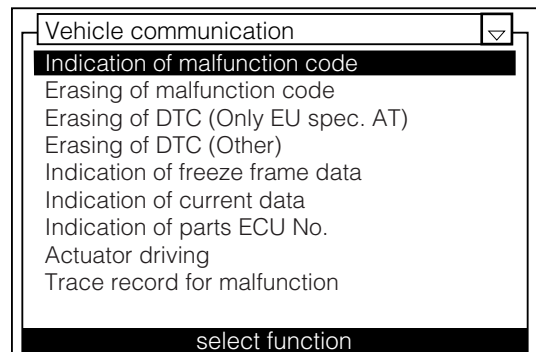 Vehicle communication
Indication of malfunction code
Erasing of malfunction code
Erasing of DTC (Only EU spec. AT)
Erasing of DTC (Other)
Indication of freeze frame data
Indication of current data
Indication of parts ECU No.
Actuator driving
Trace record for malfunction
select function